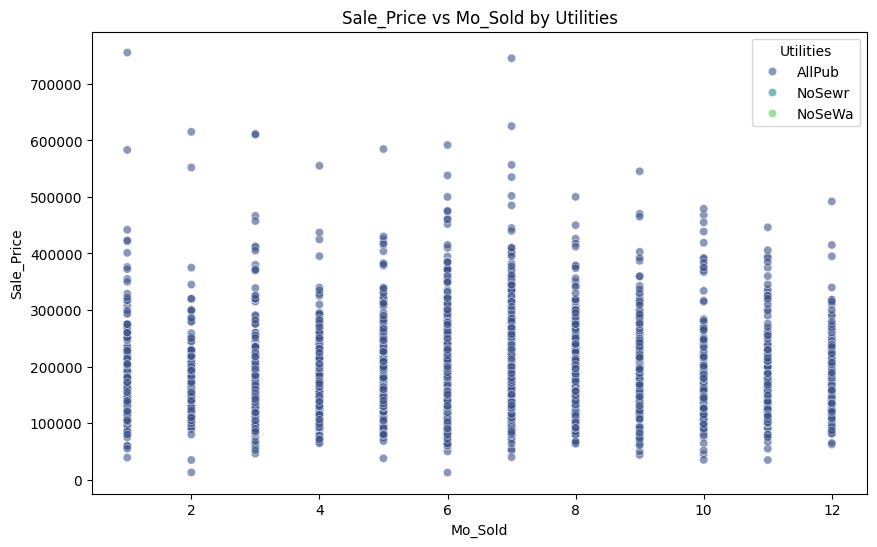 Sale_Price vs Mo_Sold by Utilities
Utilities
AllPub
NoSewr
NoSeWa
Sale_Price
700000
600000
500000
400000
300000
200000
100000
0
2 4 6 8 10 12
Mo_Sold